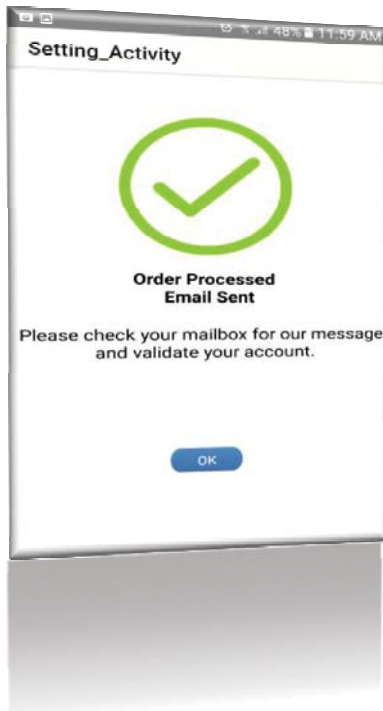 48% 11:59 AM
Setting_Activity
Order Processed
Email Sent
Please check your mailbox for our message
and validate your account.
OK